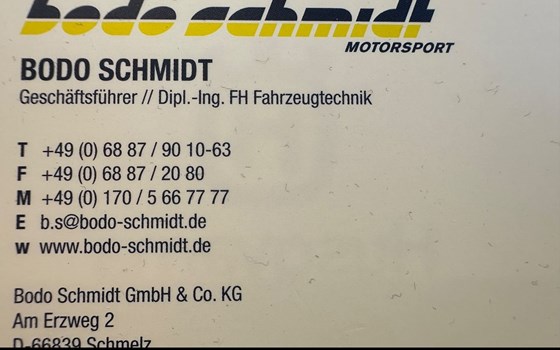 bodo schmidt
MOTORSPORT
BODO SCHMIDT
Geschäftsführer // Dipl.-Ing. FH Fahrzeugtechnik
T +49 (0) 68 87 / 90 10-63
F +49 (0) 68 87 / 20 80
M +49 (0) 170 / 5 66 77 77
E b.s@bodo-schmidt.de
w www.bodo-schmidt.de
Bodo Schmidt GmbH & Co. KG
Am Erzweg 2
D-66839 Schmelz